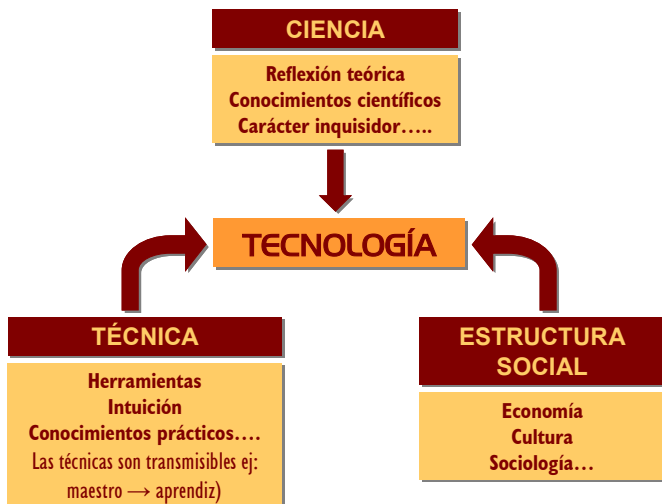 CIENCIA
Reflexión teórica
Conocimientos científicos
Carácter inquisidor…..
TECNOLOGÍA
TÉCNICA
Herramientas
Intuición
Conocimientos prácticos….
Las técnicas son transmisibles ej:
maestro → aprendiz)
ESTRUCTURA
SOCIAL
Economía
Cultura
Sociología…